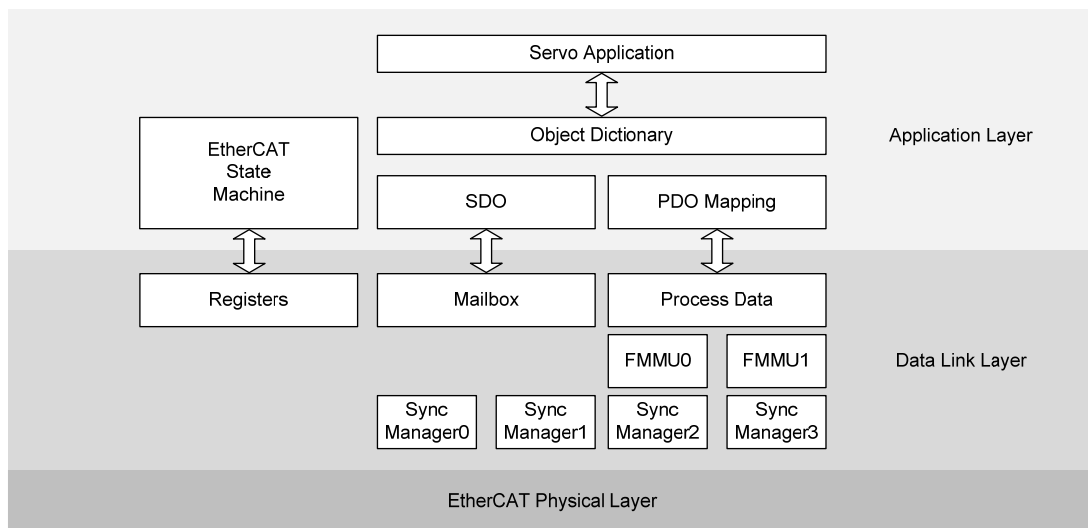 Servo Application
Object Dictionary
Application Layer
EtherCAT
State
Machine
SDO
PDO Mapping
Registers
Mailbox
Process Data
FMMU0
FMMU1
Data Link Layer
Sync
Manager0
Sync
Manager1
Sync
Manager2
Sync
Manager3
EtherCAT Physical Layer